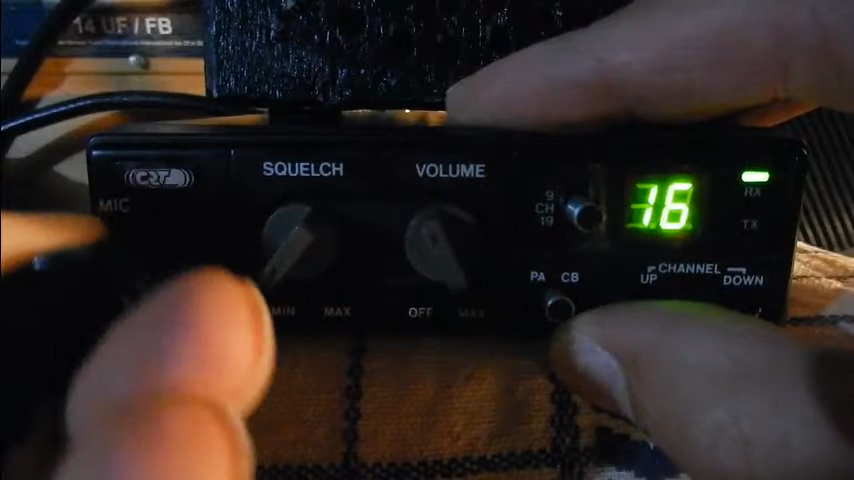 14 UF / FB
CRT
SQUELCH
VOLUME
MIC
9
CH
19
16
RX
TX
PA CB
CHANNEL
UP DOWN
MIN MAX
OFF MAX